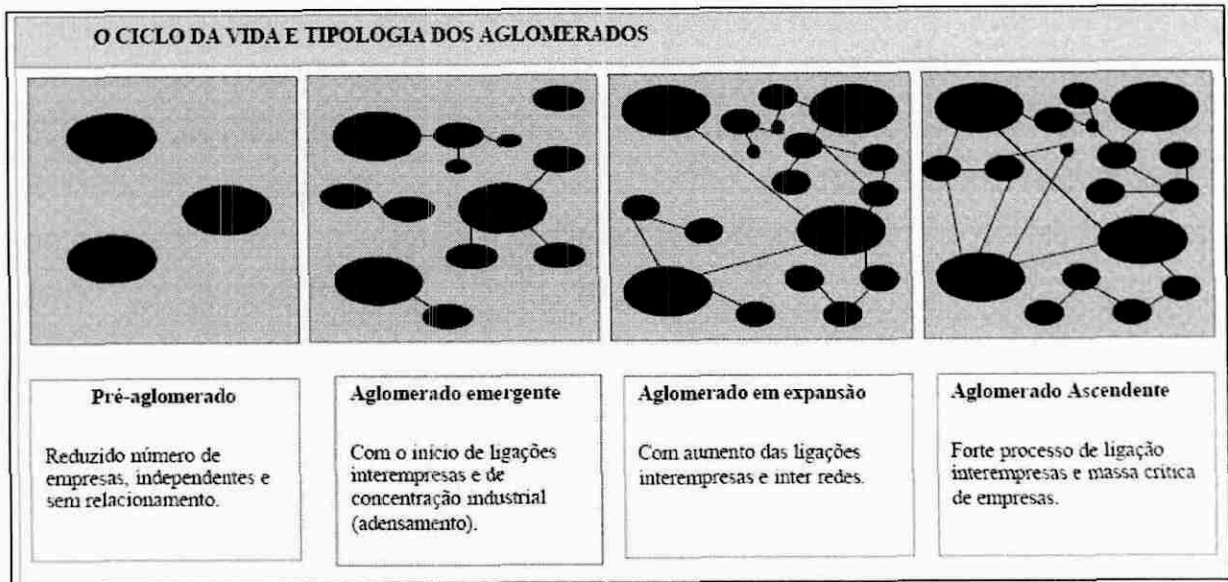 O CICLO DA VIDA E TIPOLOGIA DOS AGLOMERADOS
Pré-aglomerado
Reduzido número de
empresas, independentes e
sem relacionamento.
Aglomerado emergente
Com o início de ligações
interempresas e de
concentração industrial
(adensamento).
Aglomerado em expansão
Com aumento das ligações
interempresas e inter redes.
Aglomerado Ascendente
Forte processo de ligação
interempresas e massa crítica
de empresas.